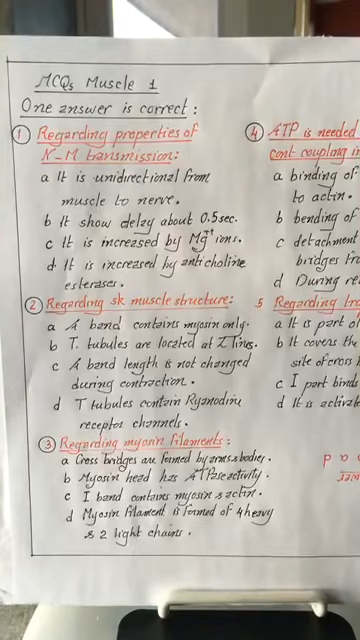 MCQs Muscle 1
One answer is correct:
1 Regarding properties of
N-M transmission:
a It is unidirectional from
muscle to nerve.
b It show delay about 0.5 sec.
c It is increased by Mg++ ions.
d It is increased by anticholine
esterases.
2 Regarding sk muscle structure:
a A band contains myosin only.
b T. tubules are located at Z lines.
c A band length is not changed
during contraction.
d T tubules contain Ryanodine
receptor channels.
3 Regarding myosin filaments:
a Cross bridges are formed by arms & bodies.
b Myosin head has ATPase activity.
c I band contains myosin & actin.
d Myosin filament is formed of 4 heavy
& 2 light chains.
4 ATP is needed
cont coupling in
a binding of
to actin.
b bending of
c detachment
bridges fro
d During re
5 Regarding tro
a It is part of
b It covers the
site of cross b
c I part binds
d It is activat